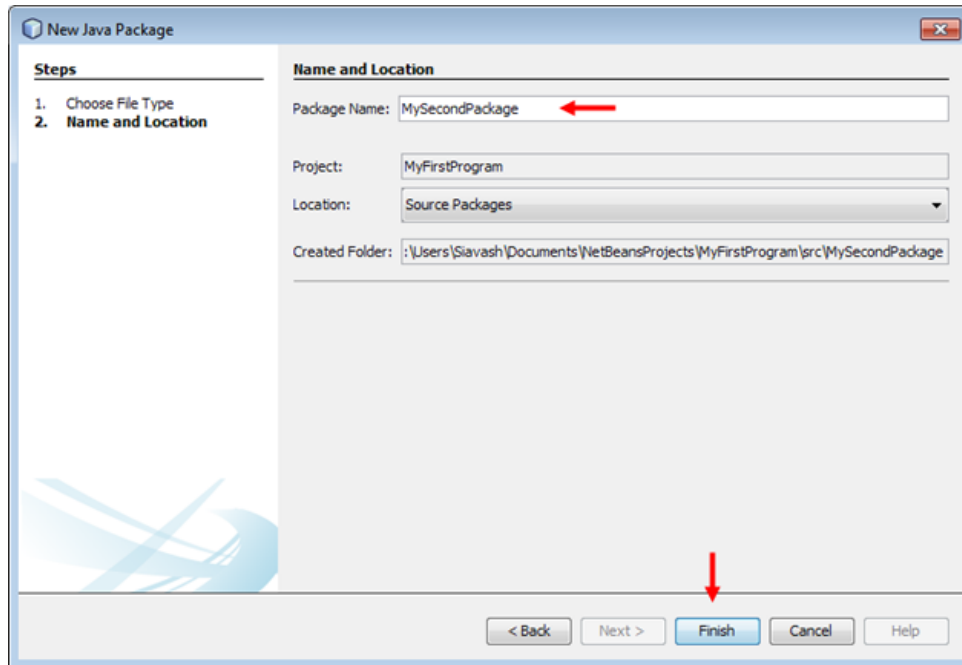 New Java Package
Steps
1. Choose File Type
2. Name and Location
Name and Location
Package Name: MySecondPackage
Project: MyFirstProgram
Location: Source Packages
Created Folder: :\Users\Siavash\Documents\NetBeansProjects\MyFirstProgram\src\MySecondPackage
< Back Next > Finish Cancel Help